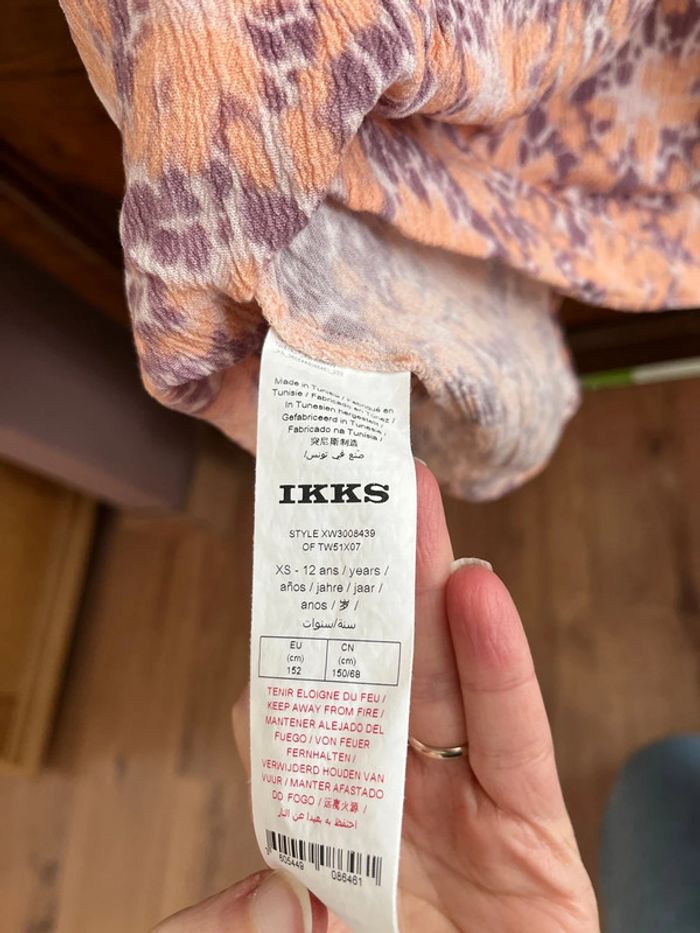 Made in Tunisia / Fabriqué en
Tunisie / Fabricado en Túnez /
In Tunesien hergestellt /
Gefabriceerd in Tunesië /
Fabricado na Tunísia /
突尼斯制造
صنع في تونس/
IKKS
STYLE XW3008439
OF TW51X07
XS - 12 ans / years /
años / jahre / jaar /
anos / 岁 /
سنة/سنوات
EU CN
(cm) (cm)
152 150/68
TENIR ELOIGNE DU FEU /
KEEP AWAY FROM FIRE /
MANTENER ALEJADO DEL
FUEGO / VON FEUER
FERNHALTEN /
VERWIJDERD HOUDEN VAN
VUUR / MANTER AFASTADO
DO FOGO / 远离火源 /
احتفظ به بعيدا عن النار
605449 086461